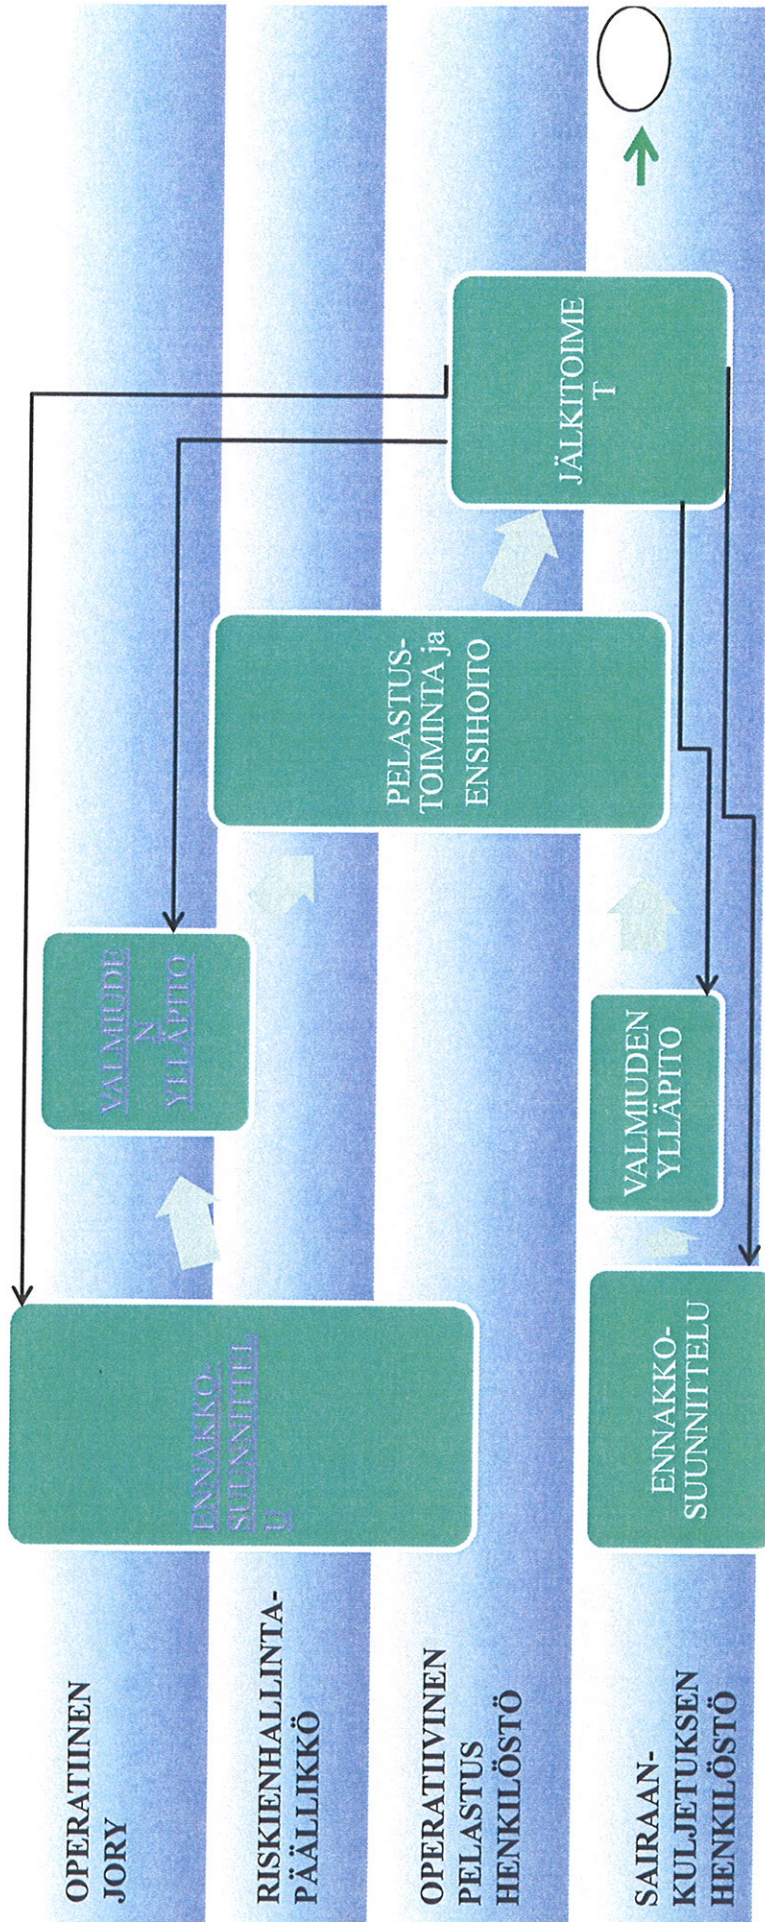 OPERATIINEN
JORY
RISKIENHALLINTA-
PÄÄLLIKKÖ
OPERATIIVINEN
PELASTUS
HENKILÖSTÖ
SAIRAAN-
KULJETUKSEN
HENKILÖSTÖ
ENNAKKO-
SUUNNITTEL
U
ENNAKKO-
SUUNNITTELU
VALMIUDE
N
YLLÄPITO
VALMIUDEN
YLLÄPITO
PELASTUS-
TOIMINTA ja
ENSIHOITO
JÄLKITOIME
T